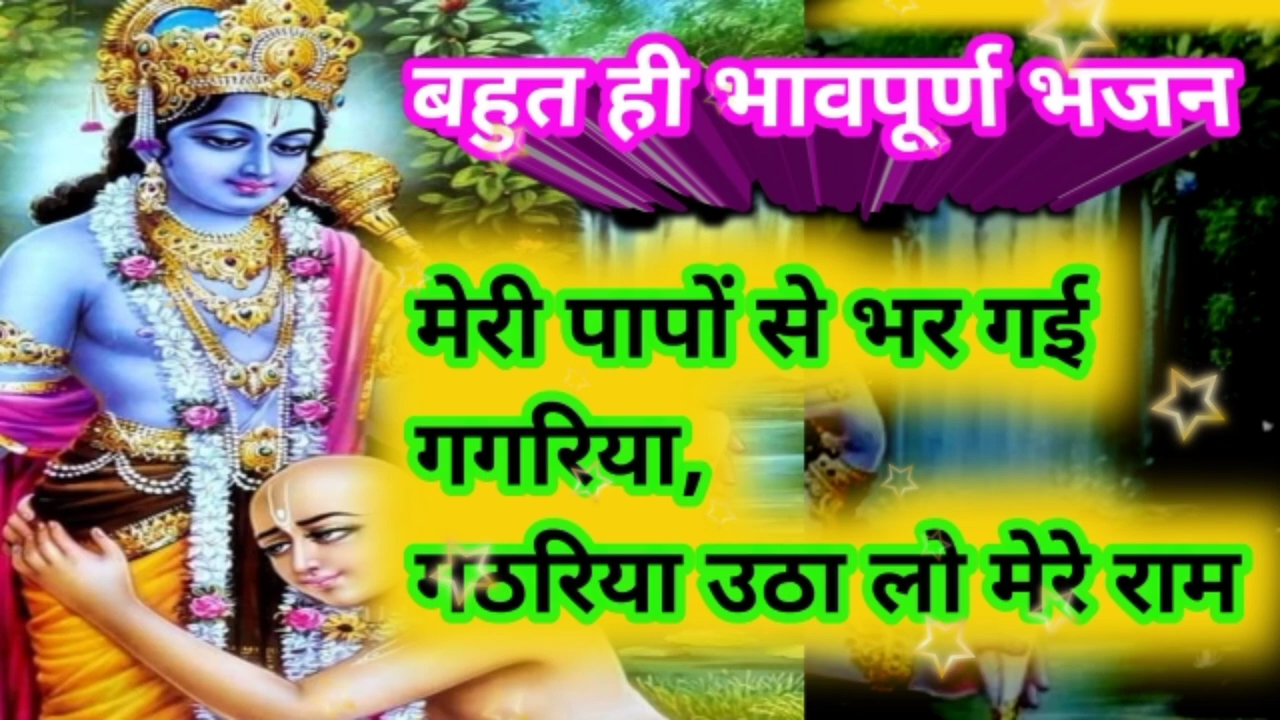 बहुत ही भावपूर्ण भजन
मेरी पापों से भर गई
गगरिया,
गठरिया उठा लो मेरे राम